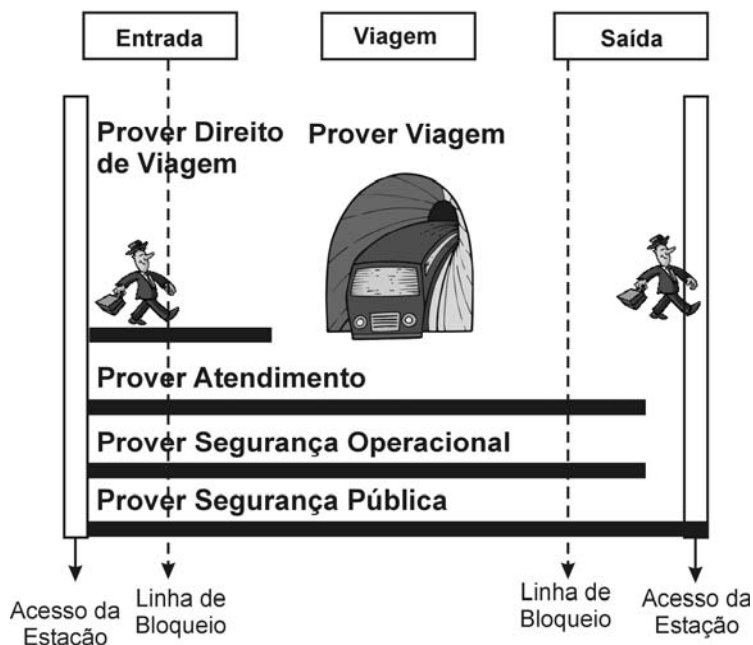 Entrada
Viagem
Saída
Prover Direito
de Viagem
Prover Viagem
Prover Atendimento
Prover Segurança Operacional
Prover Segurança Pública
Acesso da
Estação
Linha de
Bloqueio
Linha de
Bloqueio
Acesso da
Estação